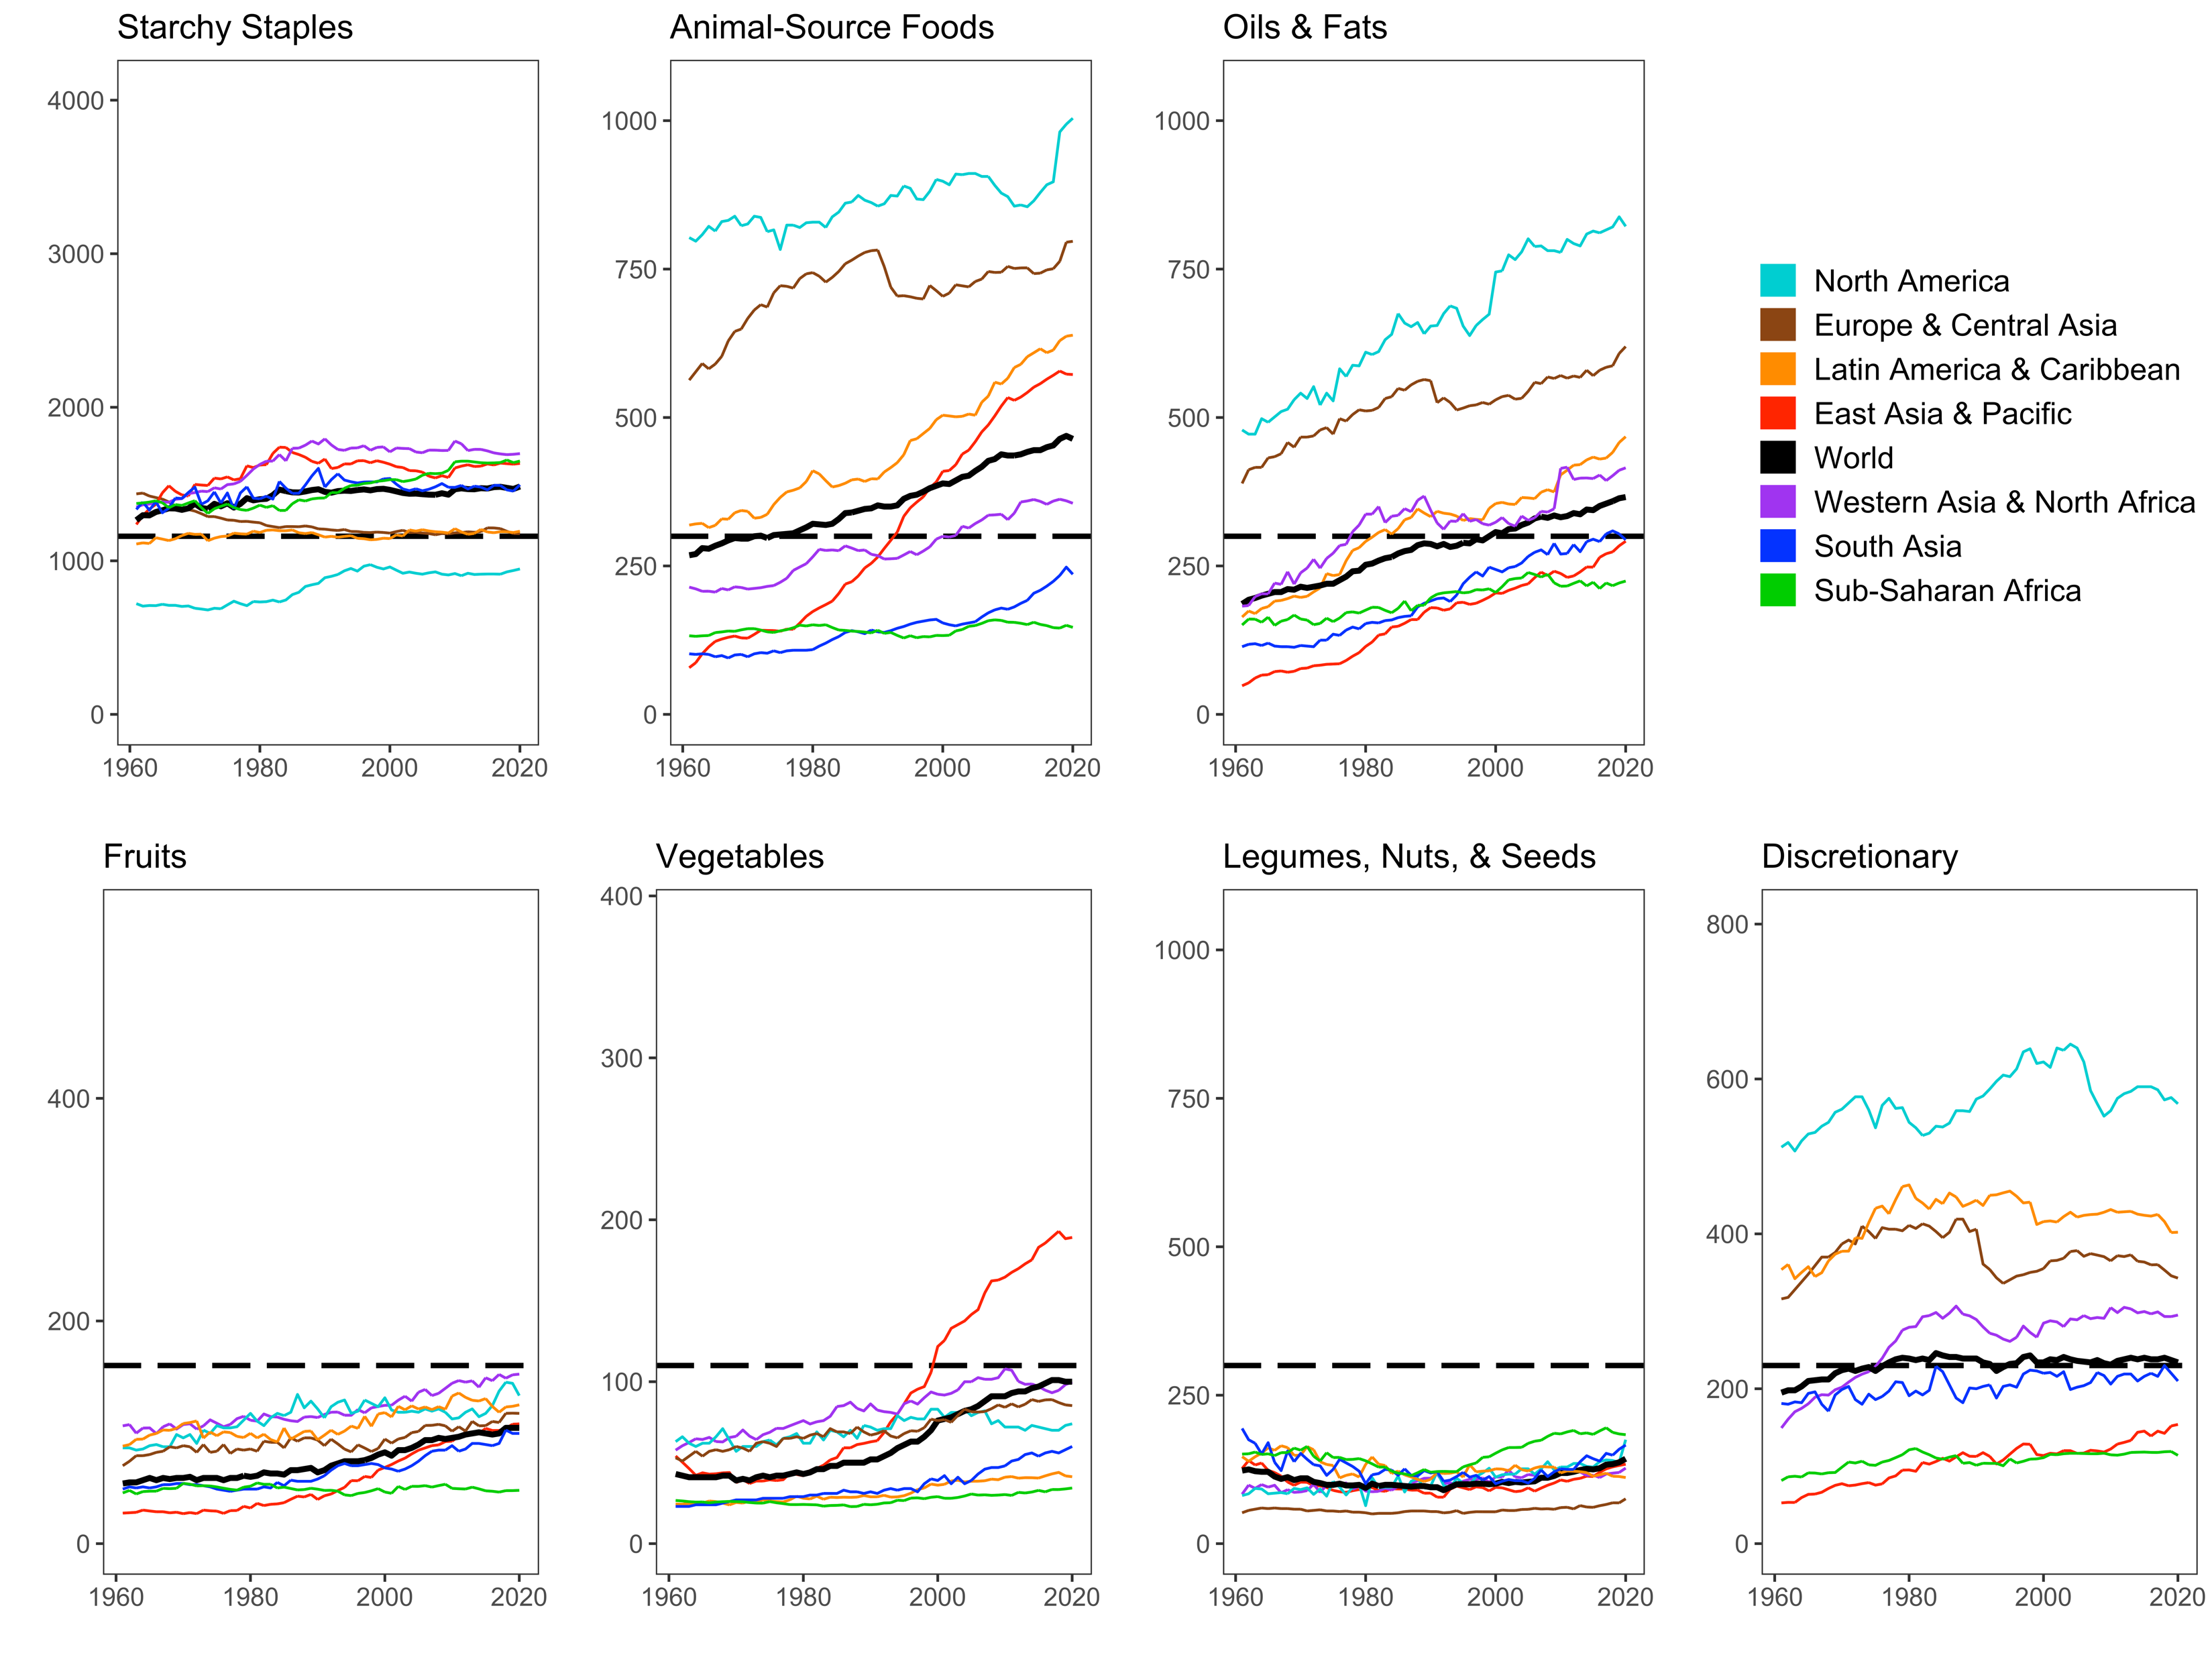 Starchy Staples
4000
3000
2000
1000
0
1960 1980 2000 2020
Animal-Source Foods
1000
750
500
250
0
1960 1980 2000 2020
Oils & Fats
1000
750
500
250
0
1960 1980 2000 2020
North America
Europe & Central Asia
Latin America & Caribbean
East Asia & Pacific
World
Western Asia & North Africa
South Asia
Sub-Saharan Africa
Fruits
400
200
0
1960 1980 2000 2020
Vegetables
400
300
200
100
0
1960 1980 2000 2020
Legumes, Nuts, & Seeds
1000
750
500
250
0
1960 1980 2000 2020
Discretionary
800
600
400
200
0
1960 1980 2000 2020